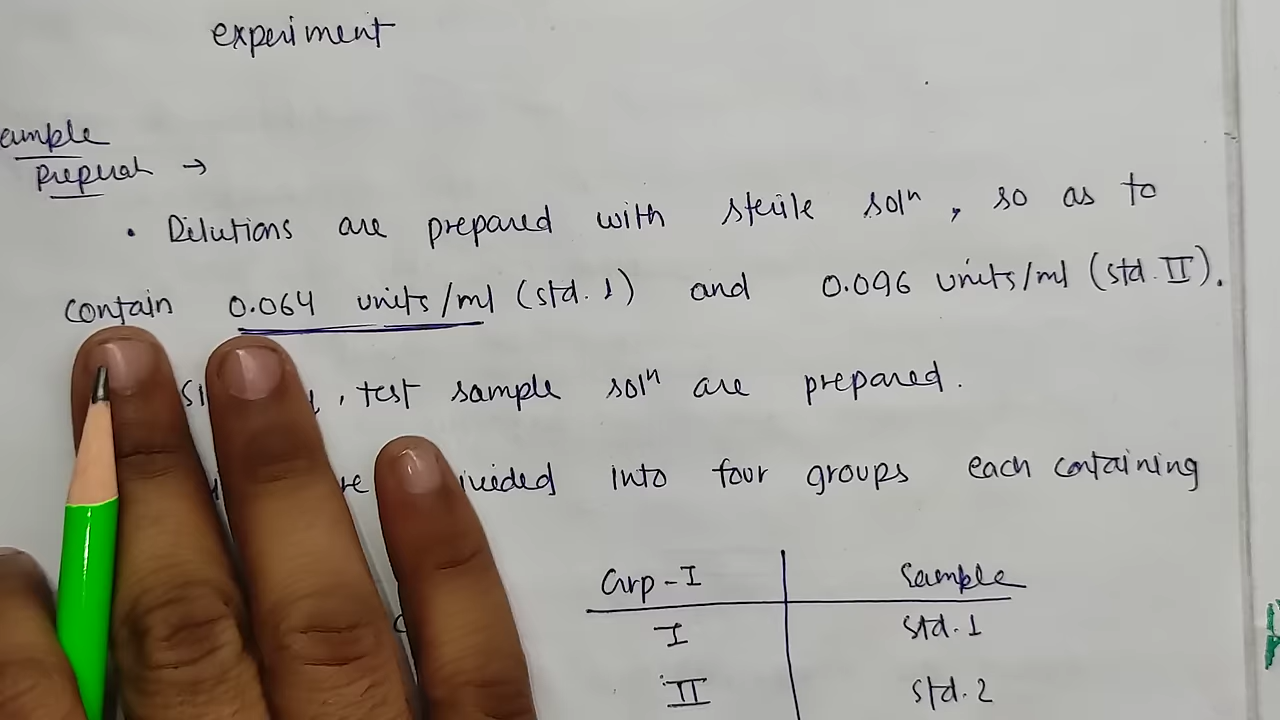 experiment
ample
Preparat →
• Dilutions are prepared with sterile solⁿ, so as to
contain 0.064 units/ml (std. 1) and 0.096 units/ml (std. II).
, test sample solⁿ are prepared.
into four groups each containing
Grp-I Sample
I std. 1
II std. 2